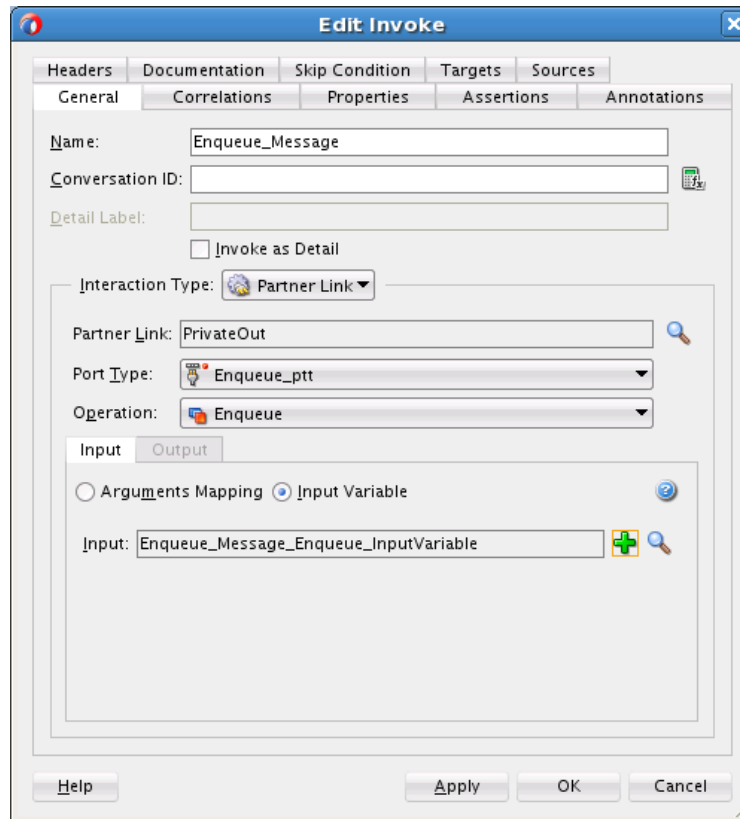 Edit Invoke
Headers Documentation Skip Condition Targets Sources
General Correlations Properties Assertions Annotations
Name: Enqueue_Message
Conversation ID:
Detail Label:
Invoke as Detail
Interaction Type: Partner Link
Partner Link: PrivateOut
Port Type: Enqueue_ptt
Operation: Enqueue
Input Output
Arguments Mapping Input Variable
Input: Enqueue_Message_Enqueue_InputVariable
Help Apply OK Cancel